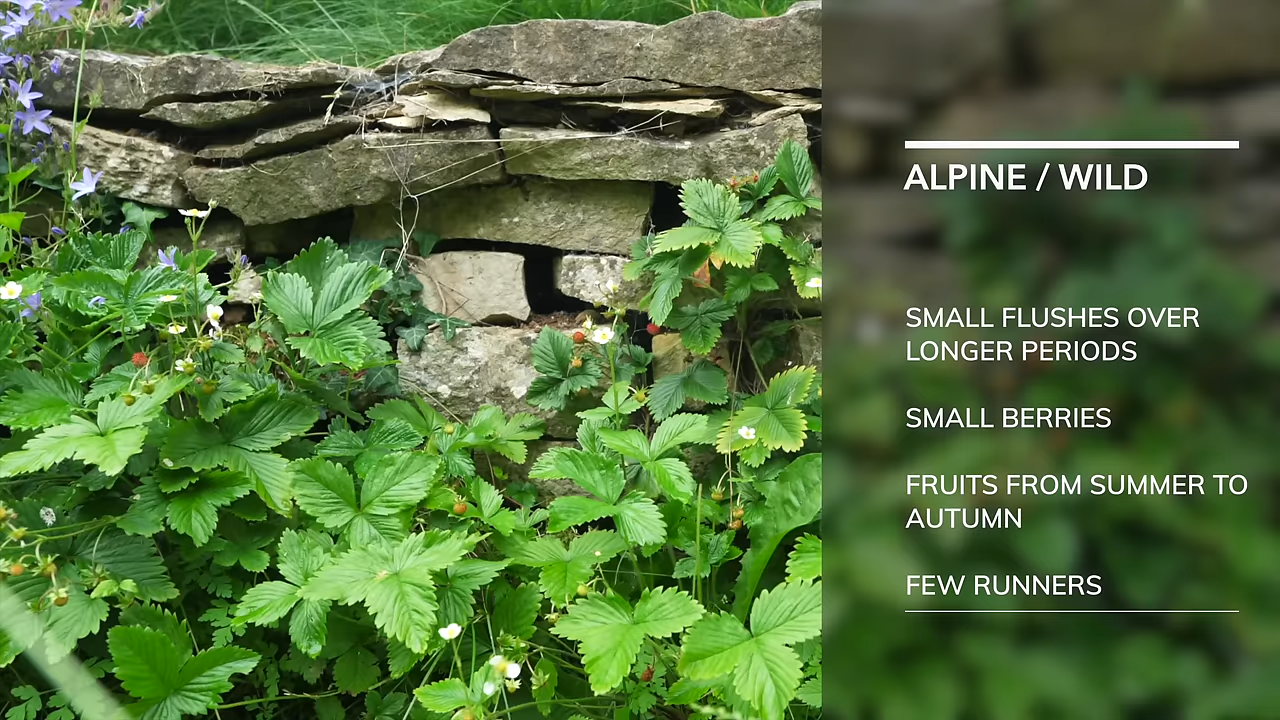 ALPINE / WILD
SMALL FLUSHES OVER
LONGER PERIODS
SMALL BERRIES
FRUITS FROM SUMMER TO
AUTUMN
FEW RUNNERS